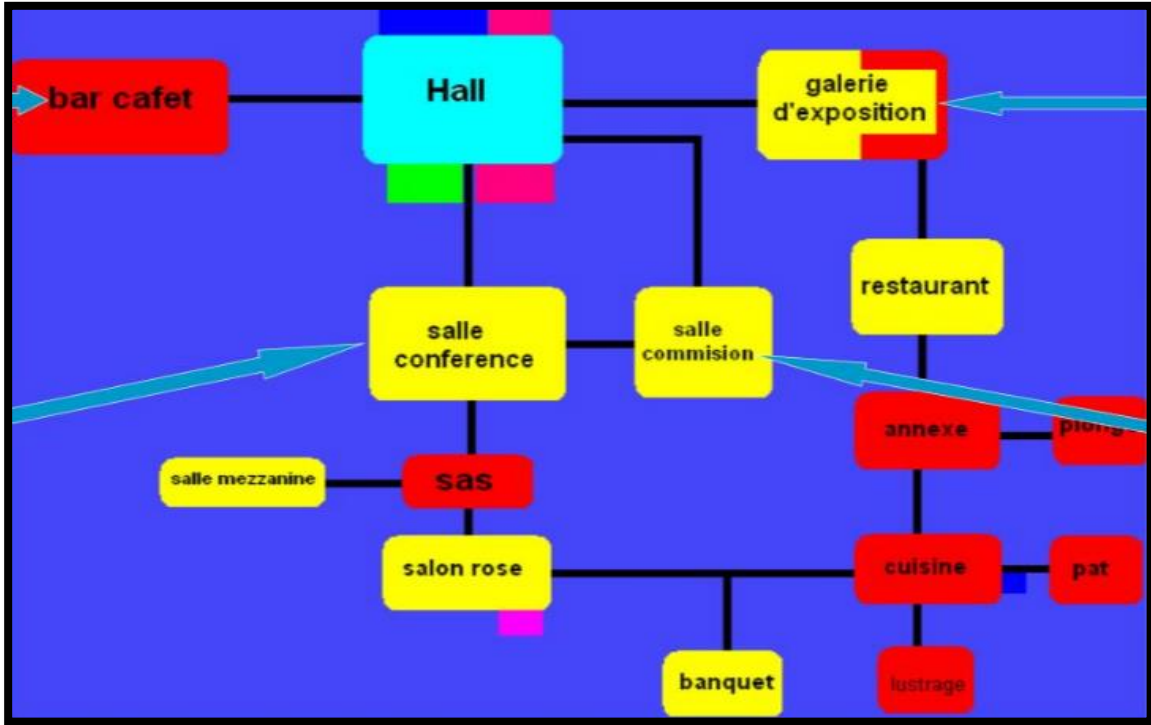 bar cafet
Hall
galerie
d'exposition
restaurant
salle
conference
salle
commision
annexe
salle mezzanine
sas
salon rose
cuisine
pat
banquet
lustrage